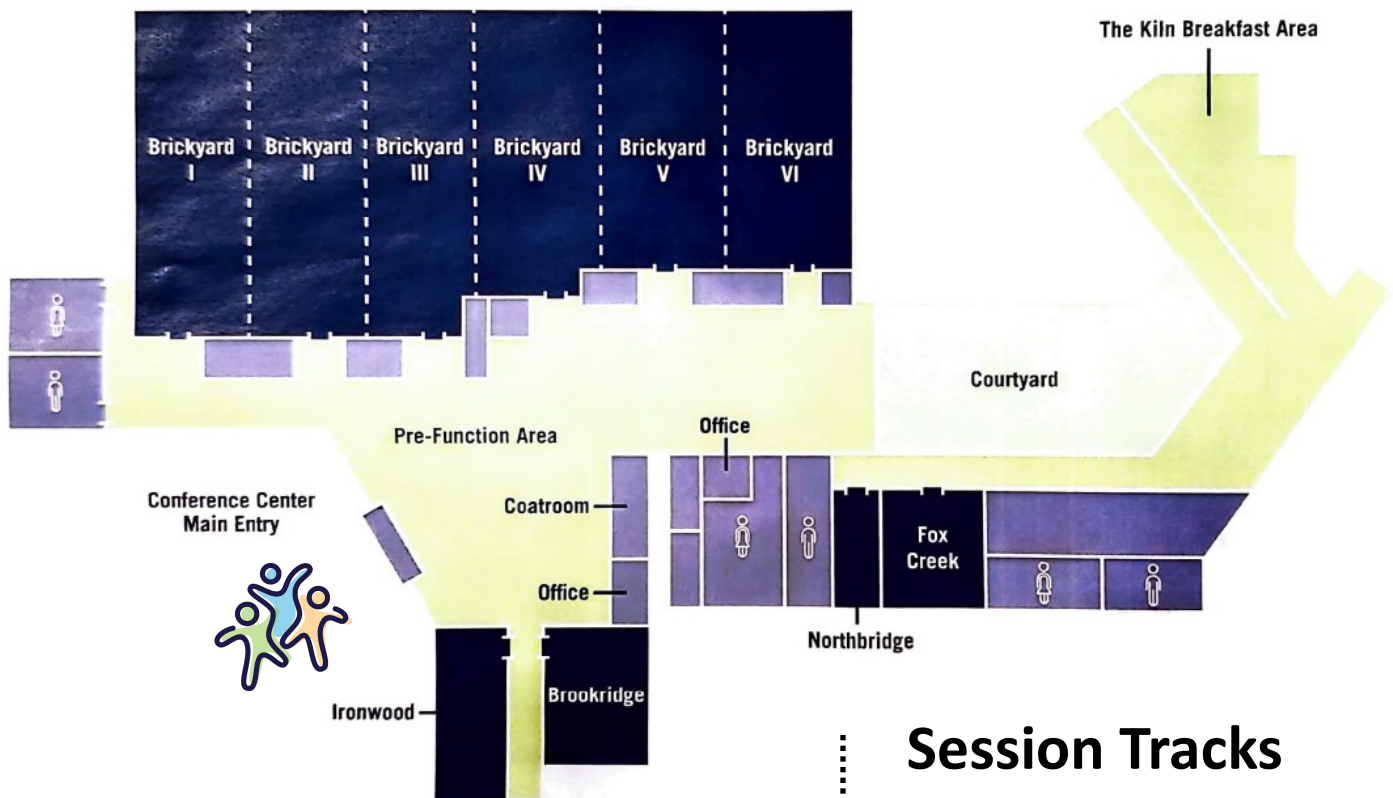 The Kiln Breakfast Area
Brickyard
I
Brickyard
II
Brickyard
III
Brickyard
IV
Brickyard
V
Brickyard
VI
Courtyard
Pre-Function Area
Office
Conference Center
Main Entry
Coatroom
Office
Fox
Creek
Northbridge
Ironwood
Brookridge
Session Tracks